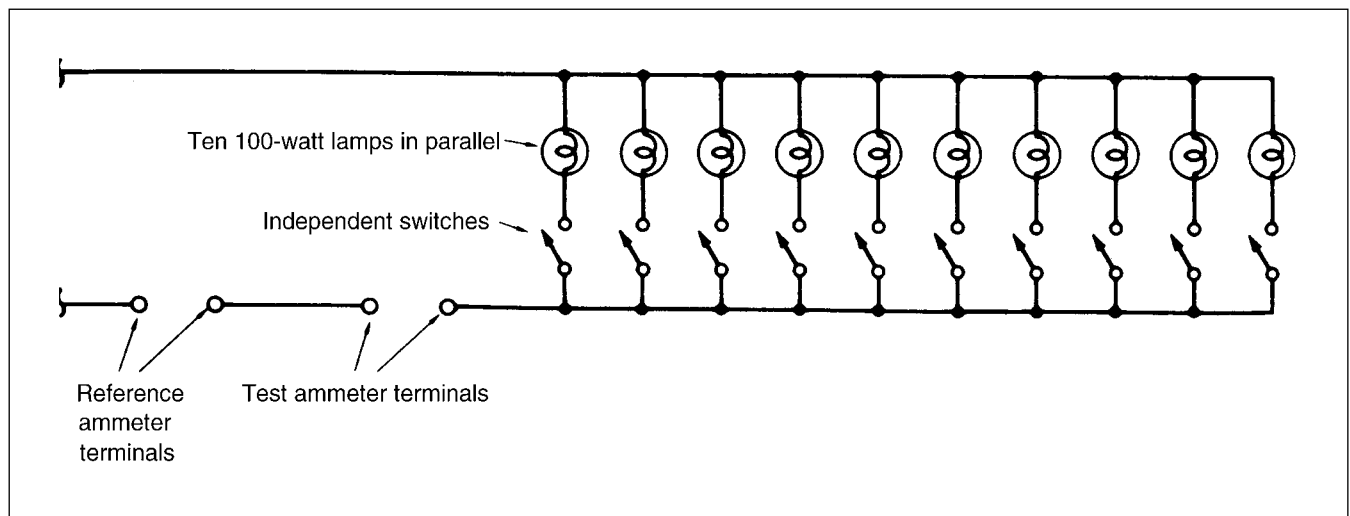 Ten 100-watt lamps in parallel
Independent switches
Reference
ammeter
terminals
Test ammeter terminals